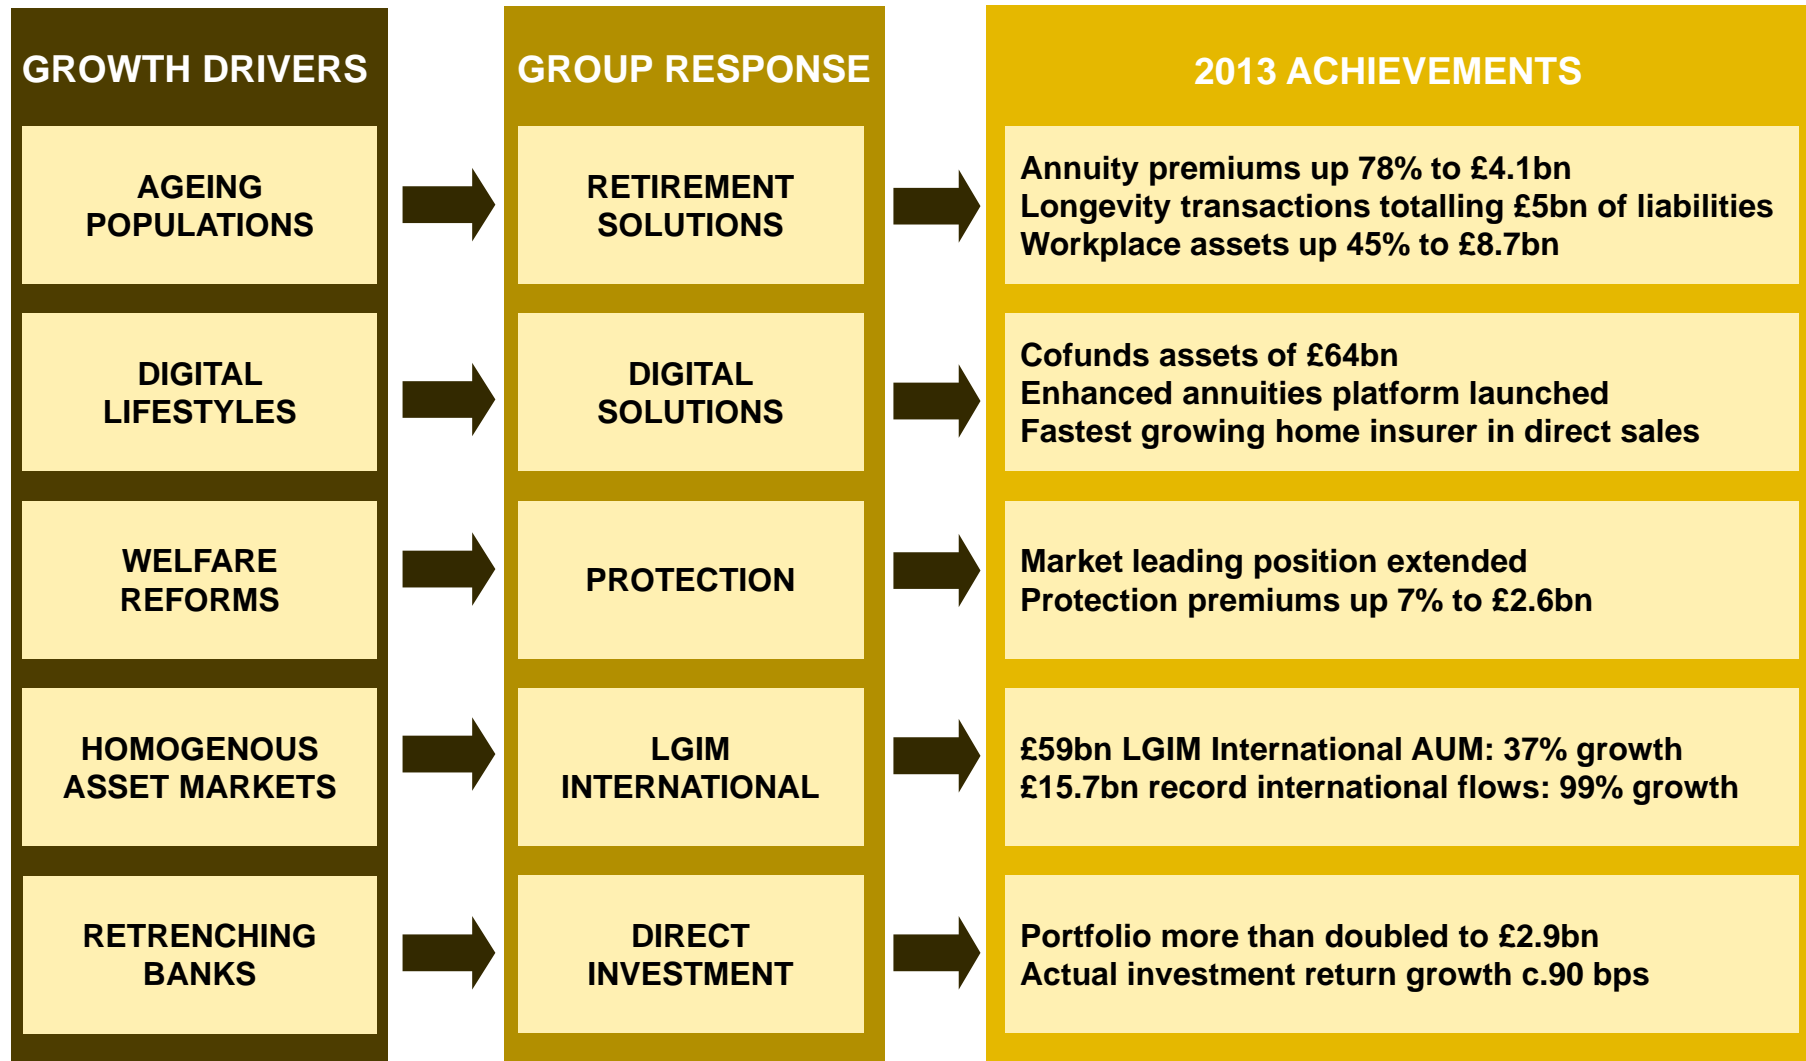 GROWTH DRIVERS
GROUP RESPONSE
2013 ACHIEVEMENTS
AGEING
POPULATIONS
RETIREMENT
SOLUTIONS
Annuity premiums up 78% to £4.1bn
Longevity transactions totalling £5bn of liabilities
Workplace assets up 45% to £8.7bn
DIGITAL
LIFESTYLES
DIGITAL
SOLUTIONS
Cofunds assets of £64bn
Enhanced annuities platform launched
Fastest growing home insurer in direct sales
WELFARE
REFORMS
PROTECTION
Market leading position extended
Protection premiums up 7% to £2.6bn
HOMOGENOUS
ASSET MARKETS
LGIM
INTERNATIONAL
£59bn LGIM International AUM: 37% growth
£15.7bn record international flows: 99% growth
RETRENCHING
BANKS
DIRECT
INVESTMENT
Portfolio more than doubled to £2.9bn
Actual investment return growth c.90 bps